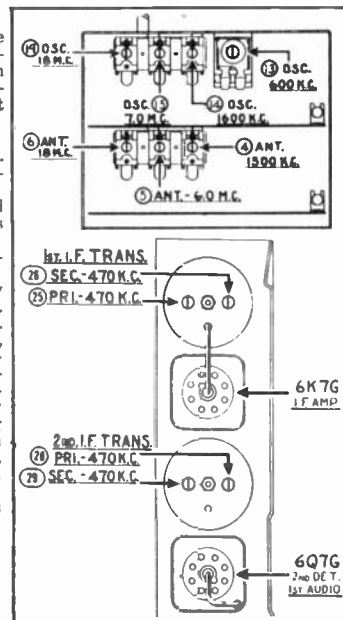 OSC.
18 M.C.
13 OSC.
600 K.C.
OSC. 15
7.0 M.C.
14 OSC.
1600 K.C.
6 ANT.
18 M.C.
4 ANT.
1500 K.C.
5 ANT.-6.0 M.C.
1ST. I.F. TRANS.
26 SEC.-470 K.C.
25 PRI.-470 K.C.
6K7G
I.F. AMP.
2ND. I.F. TRANS.
28 PRI.-470 K.C.
29 SEC.-470 K.C.
6Q7G
2ND DET.
1ST AUDIO